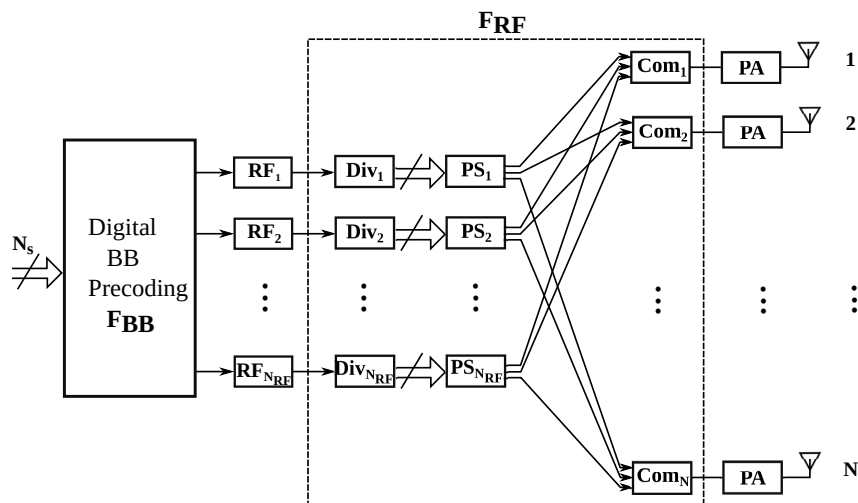 F_RF
Com_1 PA 1
Com_2 PA 2
RF_1 Div_1 PS_1
RF_2 Div_2 PS_2
N_s
Digital
BB
Precoding
F_BB
RF_N_RF Div_N_RF PS_N_RF
Com_N PA N